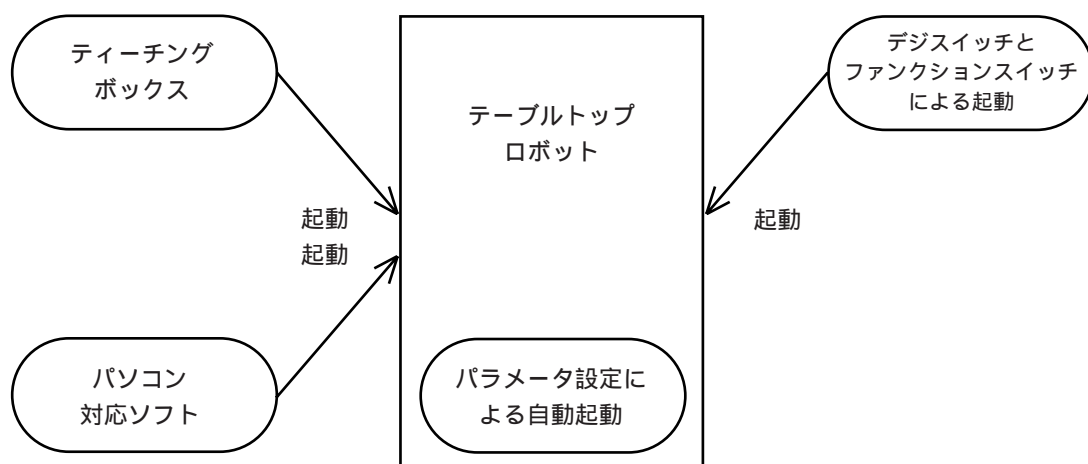 ティーチング
ボックス
テーブルトップ
ロボット
デジスイッチと
ファンクションスイッチ
による起動
起動
起動
起動
パソコン
対応ソフト
パラメータ設定に
よる自動起動